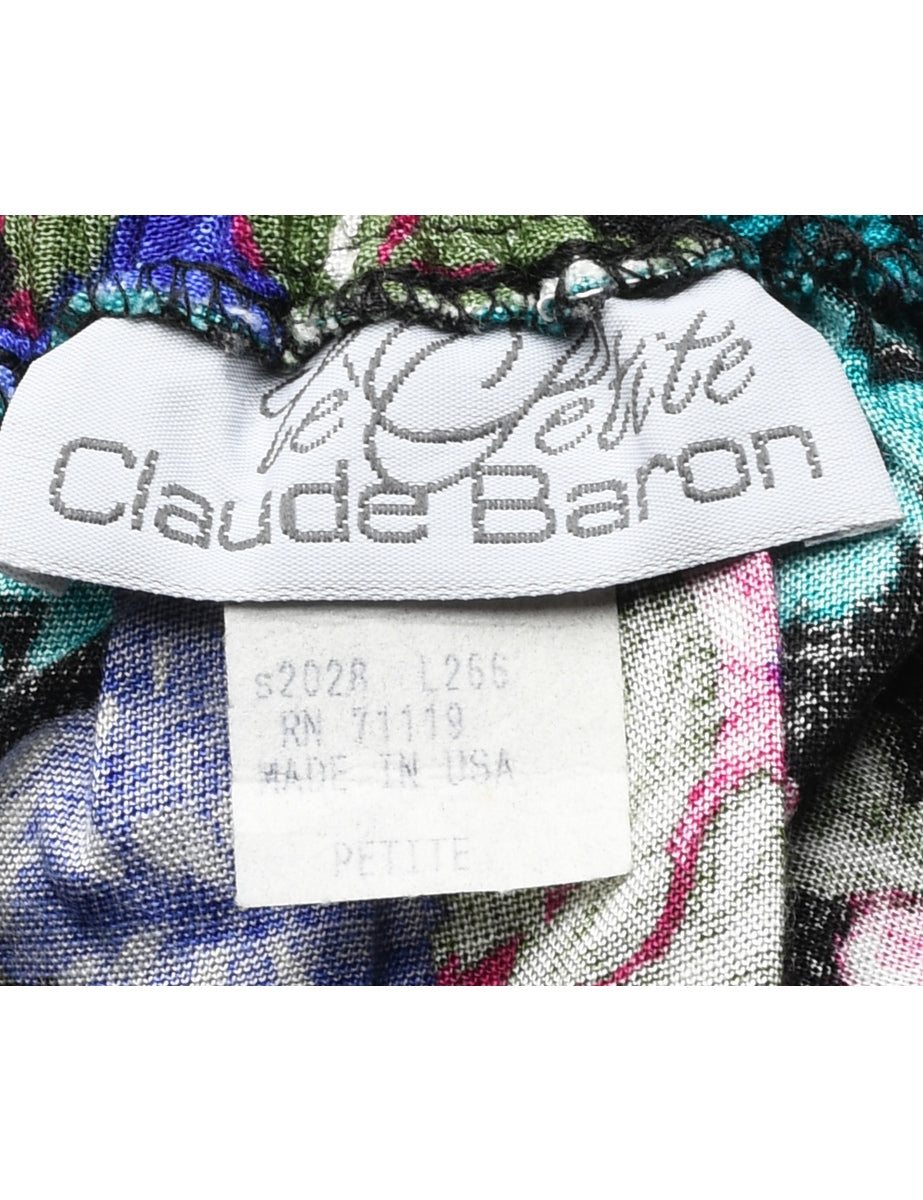 le Petite
Claude Baron
s2028 L266
RN 71119
MADE IN USA
PETITE